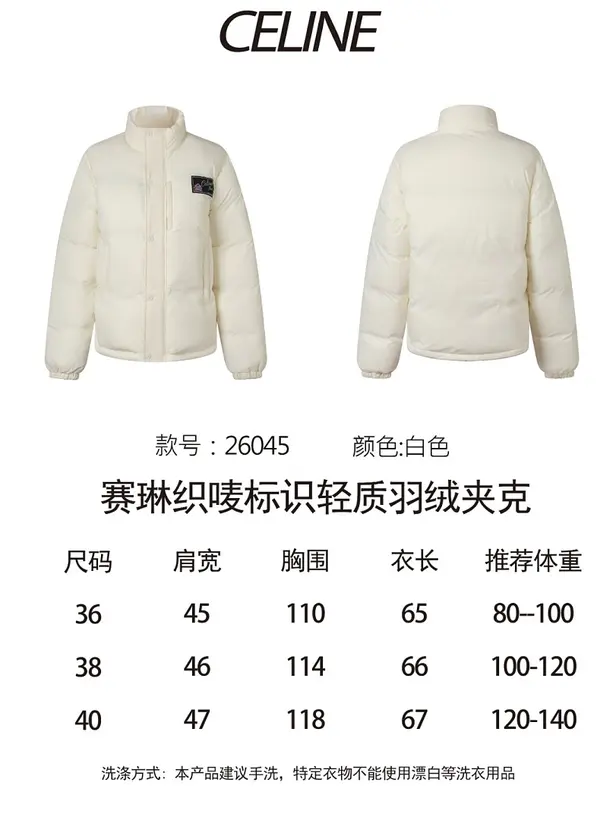 CELINE
款号：26045 颜色:白色
赛琳织唛标识轻质羽绒夹克
尺码 肩宽 胸围 衣长 推荐体重
36 45 110 65 80--100
38 46 114 66 100-120
40 47 118 67 120-140
洗涤方式：本产品建议手洗，特定衣物不能使用漂白等洗衣用品